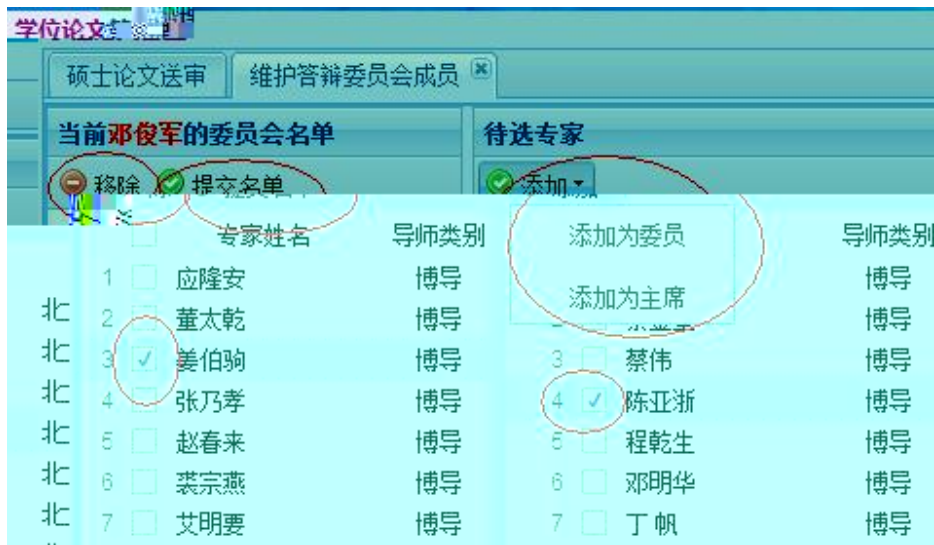 学位论文
硕士论文送审 维护答辩委员会成员
当前邓俊军的委员会名单 待选专家
移除 提交名单 添加
专家姓名 导师类别 添加为委员 导师类别
1 应隆安 博导 添加为主席 博导
北 2 董太乾 博导 博导
北 3 姜伯驹 博导 3 蔡伟 博导
北 4 张乃孝 博导 4 陈亚浙 博导
北 5 赵春来 博导 5 程乾生 博导
北 6 裘宗燕 博导 6 邓明华 博导
北 7 艾明要 博导 7 丁帆 博导